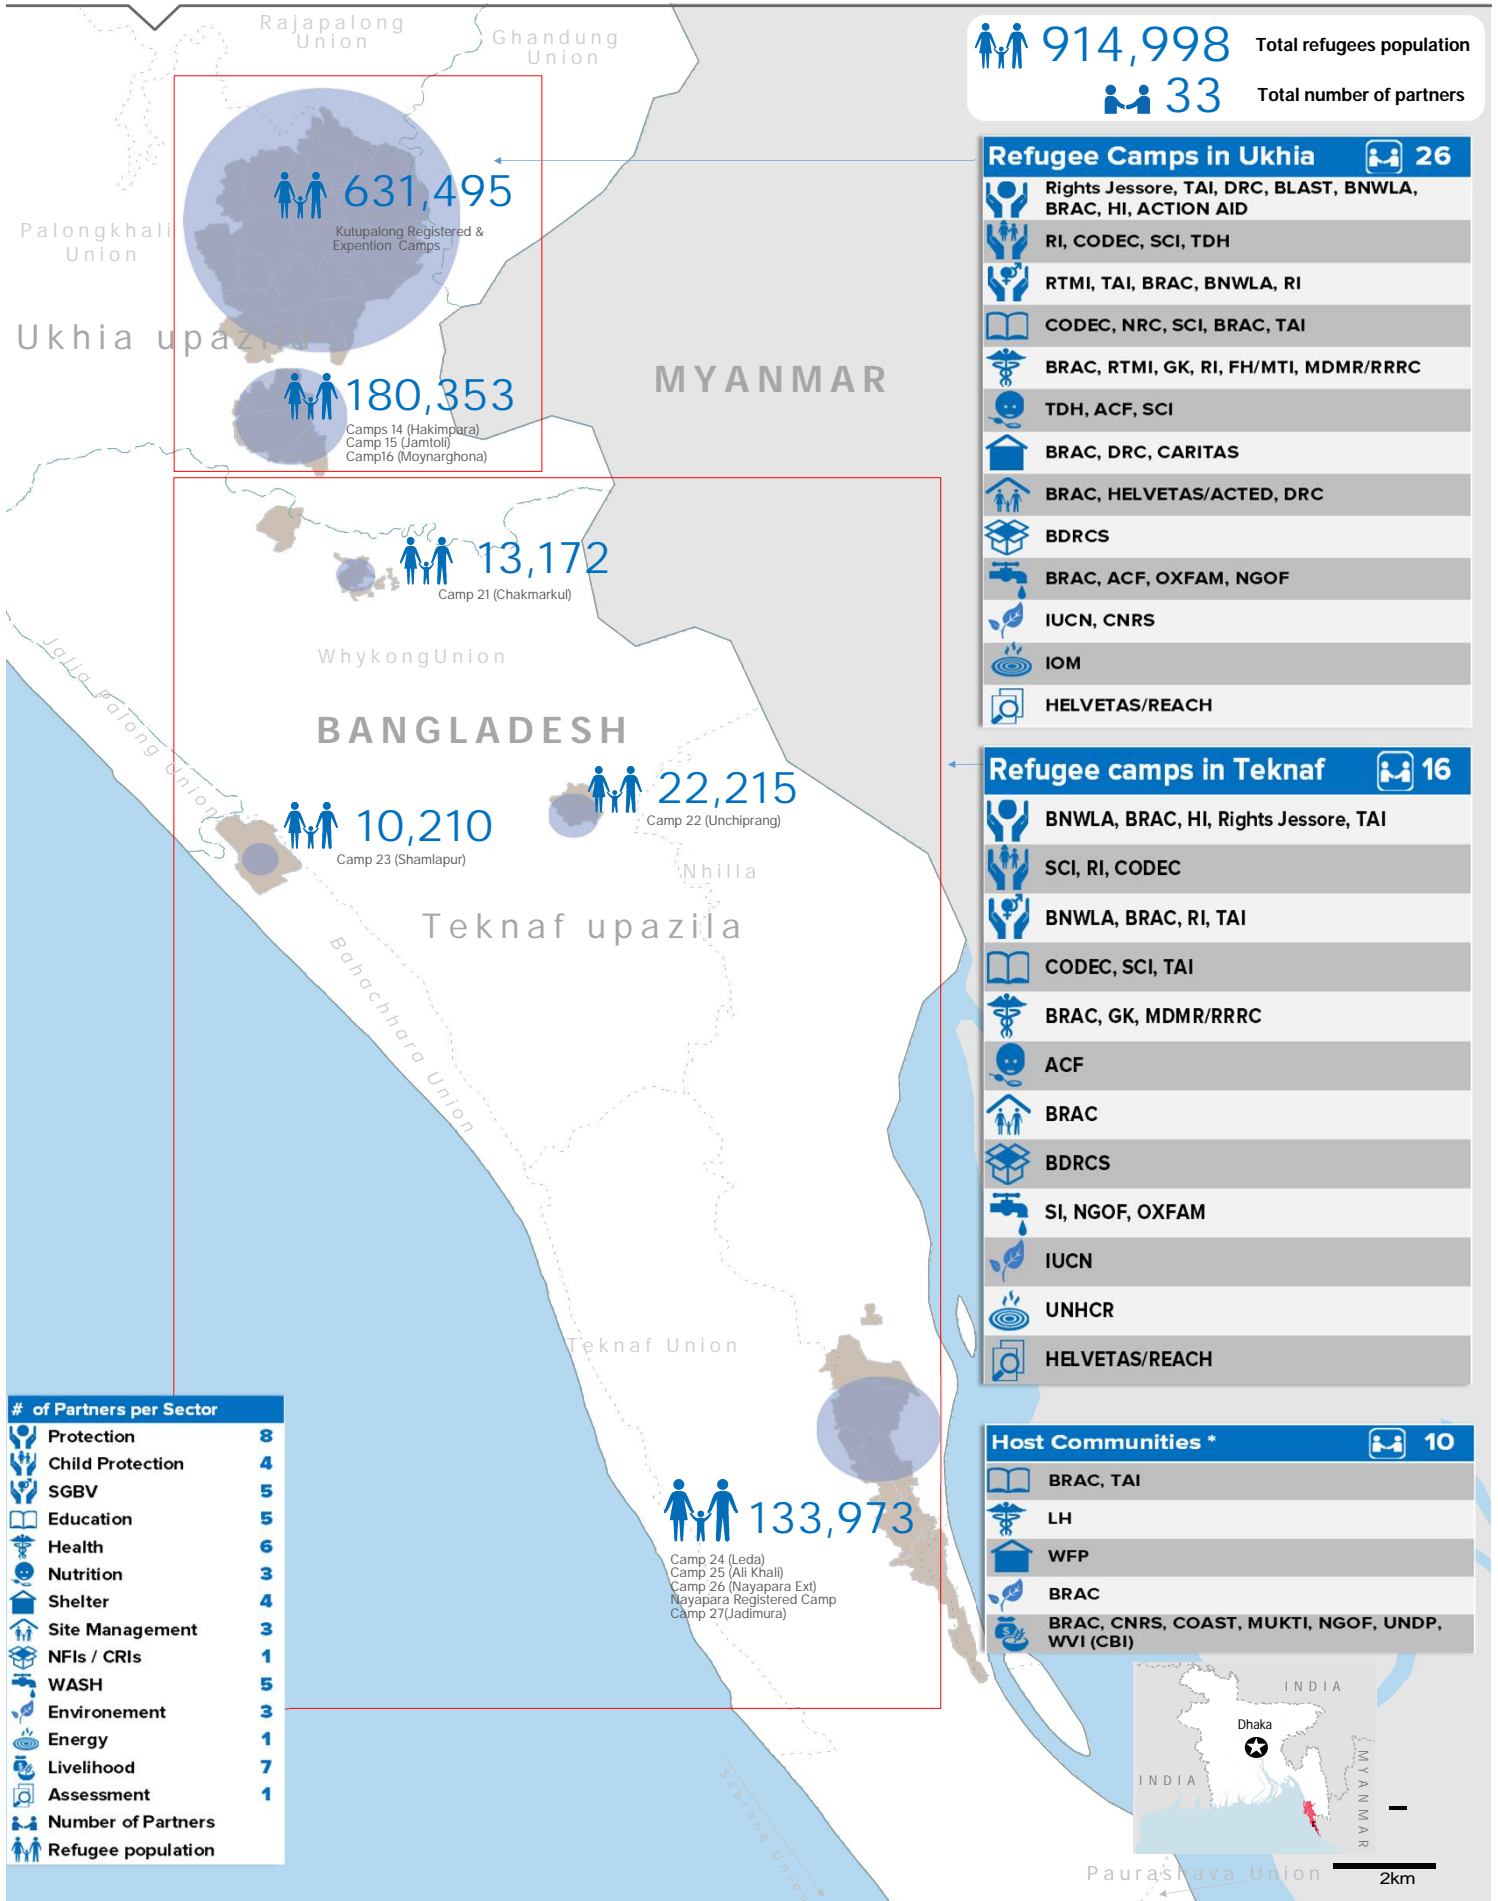 Rajapalong
Union
Ghandung
Union
914,998 Total refugees population
33 Total number of partners
Refugee Camps in Ukhia 26
Rights Jessore, TAI, DRC, BLAST, BNWLA,
BRAC, HI, ACTION AID
RI, CODEC, SCI, TDH
RTMI, TAI, BRAC, BNWLA, RI
CODEC, NRC, SCI, BRAC, TAI
BRAC, RTMI, GK, RI, FH/MTI, MDMR/RRRC
TDH, ACF, SCI
BRAC, DRC, CARITAS
BRAC, HELVETAS/ACTED, DRC
BDRCS
BRAC, ACF, OXFAM, NGOF
IUCN, CNRS
IOM
HELVETAS/REACH
631,495
Kutupalong Registered &
Expention Camps
Palongkhali
Union
Ukhia upazila
MYANMAR
180,353
Camps 14 (Hakimpara)
Camp 15 (Jamtoli)
Camp16 (Moynarghona)
13,172
Camp 21 (Chakmarkul)
WhykongUnion
Jalia Palong Union
BANGLADESH
22,215
Camp 22 (Unchiprang)
10,210
Camp 23 (Shamlapur)
Nhilla
Teknaf upazila
Bahachhara Union
Refugee camps in Teknaf 16
BNWLA, BRAC, HI, Rights Jessore, TAI
SCI, RI, CODEC
BNWLA, BRAC, RI, TAI
CODEC, SCI, TAI
BRAC, GK, MDMR/RRRC
ACF
BRAC
BDRCS
SI, NGOF, OXFAM
IUCN
UNHCR
HELVETAS/REACH
Teknaf Union
133,973
Camp 24 (Leda)
Camp 25 (Ali Khali)
Camp 26 (Nayapara Ext)
Nayapara Registered Camp
Camp 27(Jadimura)
# of Partners per Sector
Protection 8
Child Protection 4
SGBV 5
Education 5
Health 6
Nutrition 3
Shelter 4
Site Management 3
NFIs / CRIs 1
WASH 5
Environement 3
Energy 1
Livelihood 7
Assessment 1
Number of Partners
Refugee population
Host Communities * 10
BRAC, TAI
LH
WFP
BRAC
BRAC, CNRS, COAST, MUKTI, NGOF, UNDP,
WVI (CBI)
INDIA
Dhaka
INDIA
MYANMAR
Sabrang Union
Paurashava Union
2km